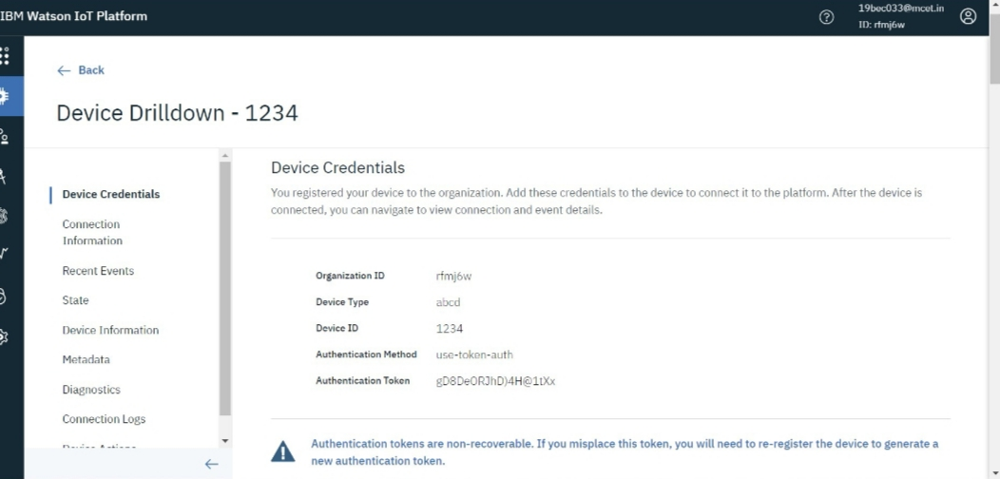 IBM Watson IoT Platform
19bec033@mcet.in
ID: rfmj6w
Back
Device Drilldown - 1234
Device Credentials
Connection
Information
Recent Events
State
Device Information
Metadata
Diagnostics
Connection Logs
Device Actions
Device Credentials
You registered your device to the organization. Add these credentials to the device to connect it to the platform. After the device is
connected, you can navigate to view connection and event details.
Organization ID rfmj6w
Device Type abcd
Device ID 1234
Authentication Method use-token-auth
Authentication Token gD8DeORJhD)4H@1tXx
Authentication tokens are non-recoverable. If you misplace this token, you will need to re-register the device to generate a
new authentication token.